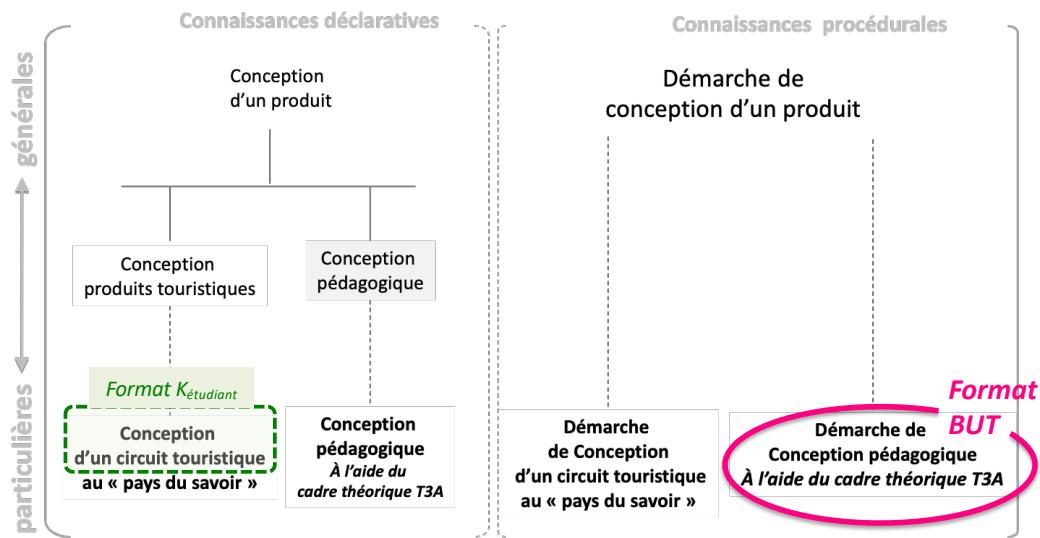 Connaissances déclaratives
Connaissances procédurales
générales
particulières
Conception
d’un produit
Démarche de
conception d’un produit
Conception
produits touristiques
Conception
pédagogique
Format Kétudiant
Conception
d’un circuit touristique
au « pays du savoir »
Conception
pédagogique
À l’aide du
cadre théorique T3A
Démarche
de Conception
d’un circuit touristique
au « pays du savoir »
Format
BUT
Démarche de
Conception pédagogique
À l’aide du cadre théorique T3A